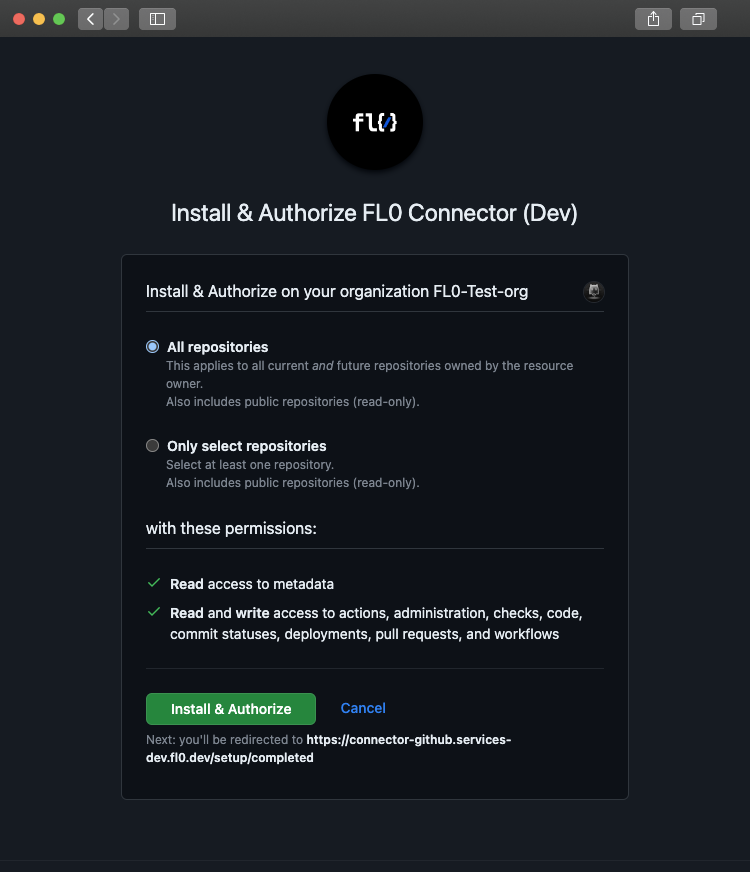 fl{/}
Install & Authorize FL0 Connector (Dev)
Install & Authorize on your organization FL0-Test-org
All repositories
This applies to all current and future repositories owned by the resource
owner.
Also includes public repositories (read-only).
Only select repositories
Select at least one repository.
Also includes public repositories (read-only).
with these permissions:
Read access to metadata
Read and write access to actions, administration, checks, code,
commit statuses, deployments, pull requests, and workflows
Install & Authorize Cancel
Next: you'll be redirected to https://connector-github.services-
dev.fl0.dev/setup/completed